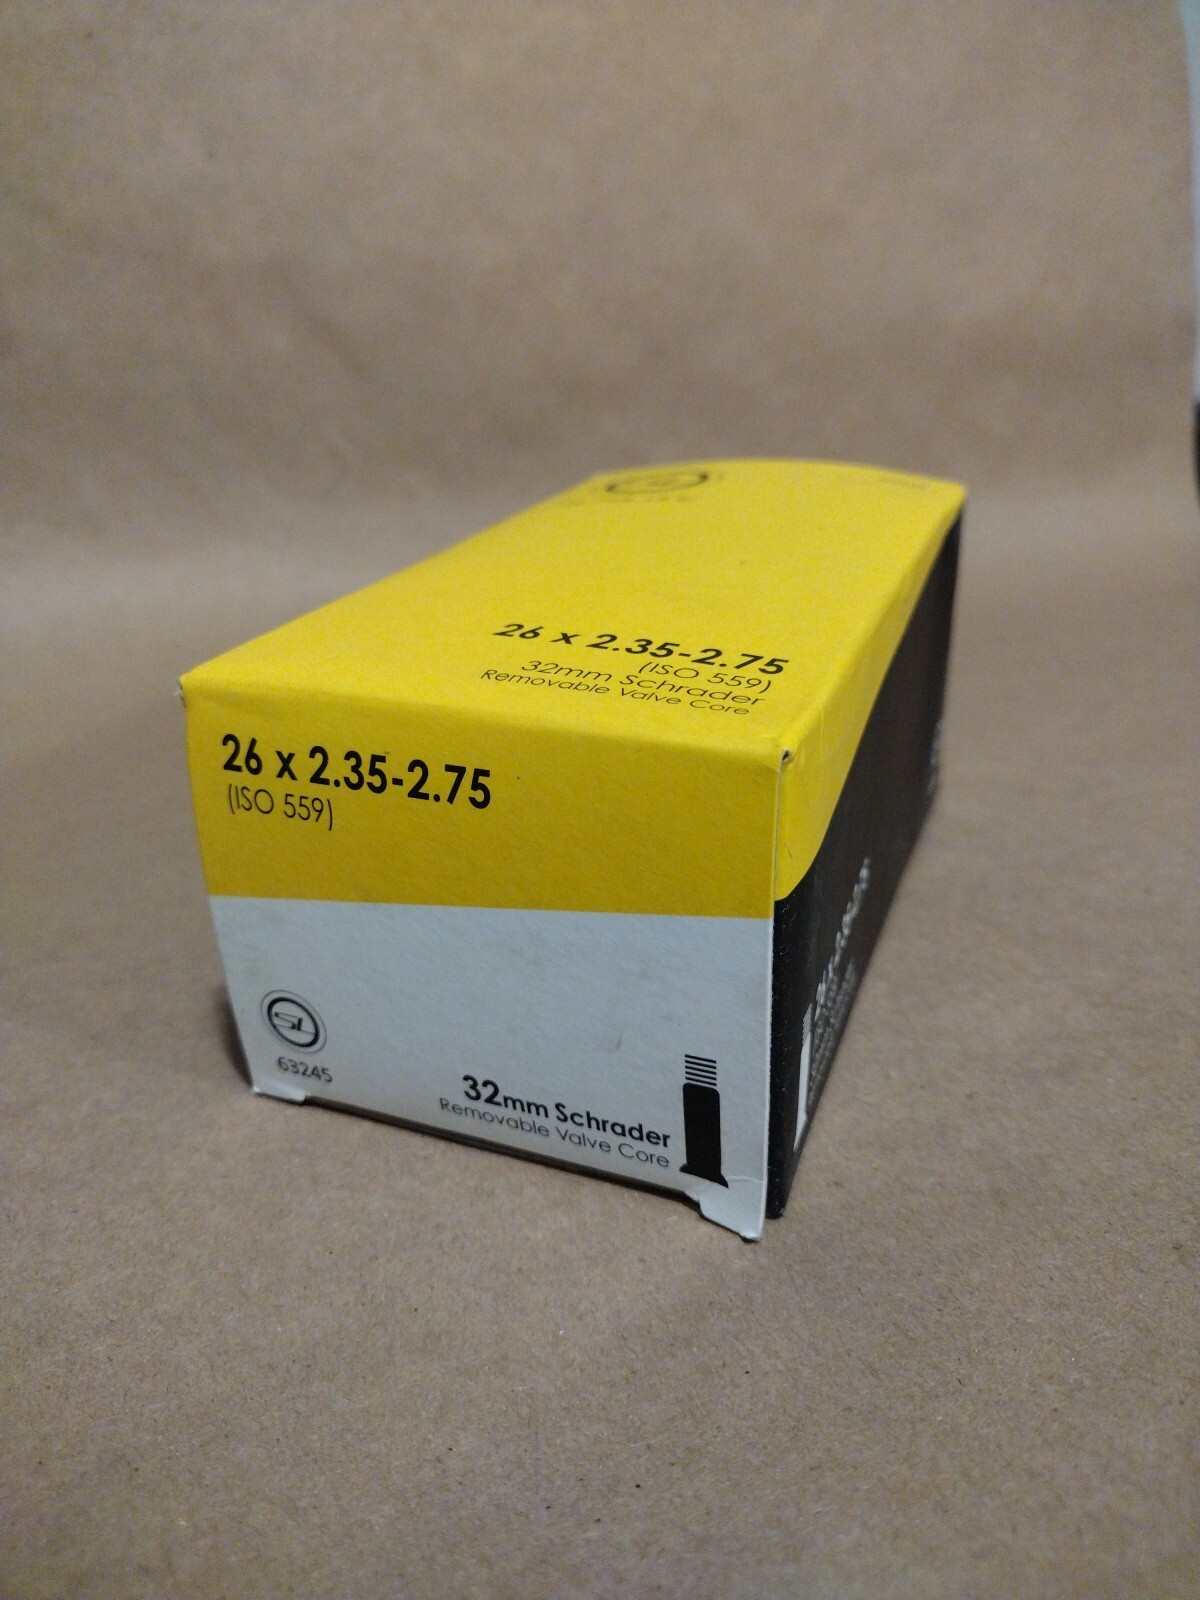 26 x 2.35-2.75
(ISO 559)
32mm Schrader
Removable Valve Core
26 x 2.35-2.75
(ISO 559)
SL
63245
32mm Schrader
Removable Valve Core